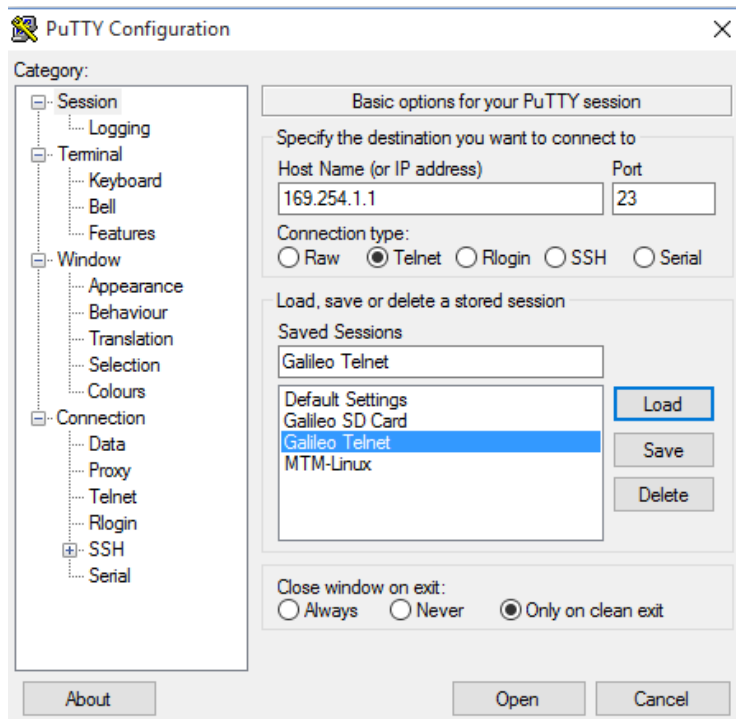 PuTTY Configuration
Category:
Session
Logging
Terminal
Keyboard
Bell
Features
Window
Appearance
Behaviour
Translation
Selection
Colours
Connection
Data
Proxy
Telnet
Rlogin
SSH
Serial
Basic options for your PuTTY session
Specify the destination you want to connect to
Host Name (or IP address) Port
169.254.1.1 23
Connection type:
Raw Telnet Rlogin SSH Serial
Load, save or delete a stored session
Saved Sessions
Galileo Telnet
Default Settings
Galileo SD Card
Galileo Telnet
MTM-Linux
Load
Save
Delete
Close window on exit:
Always Never Only on clean exit
About Open Cancel